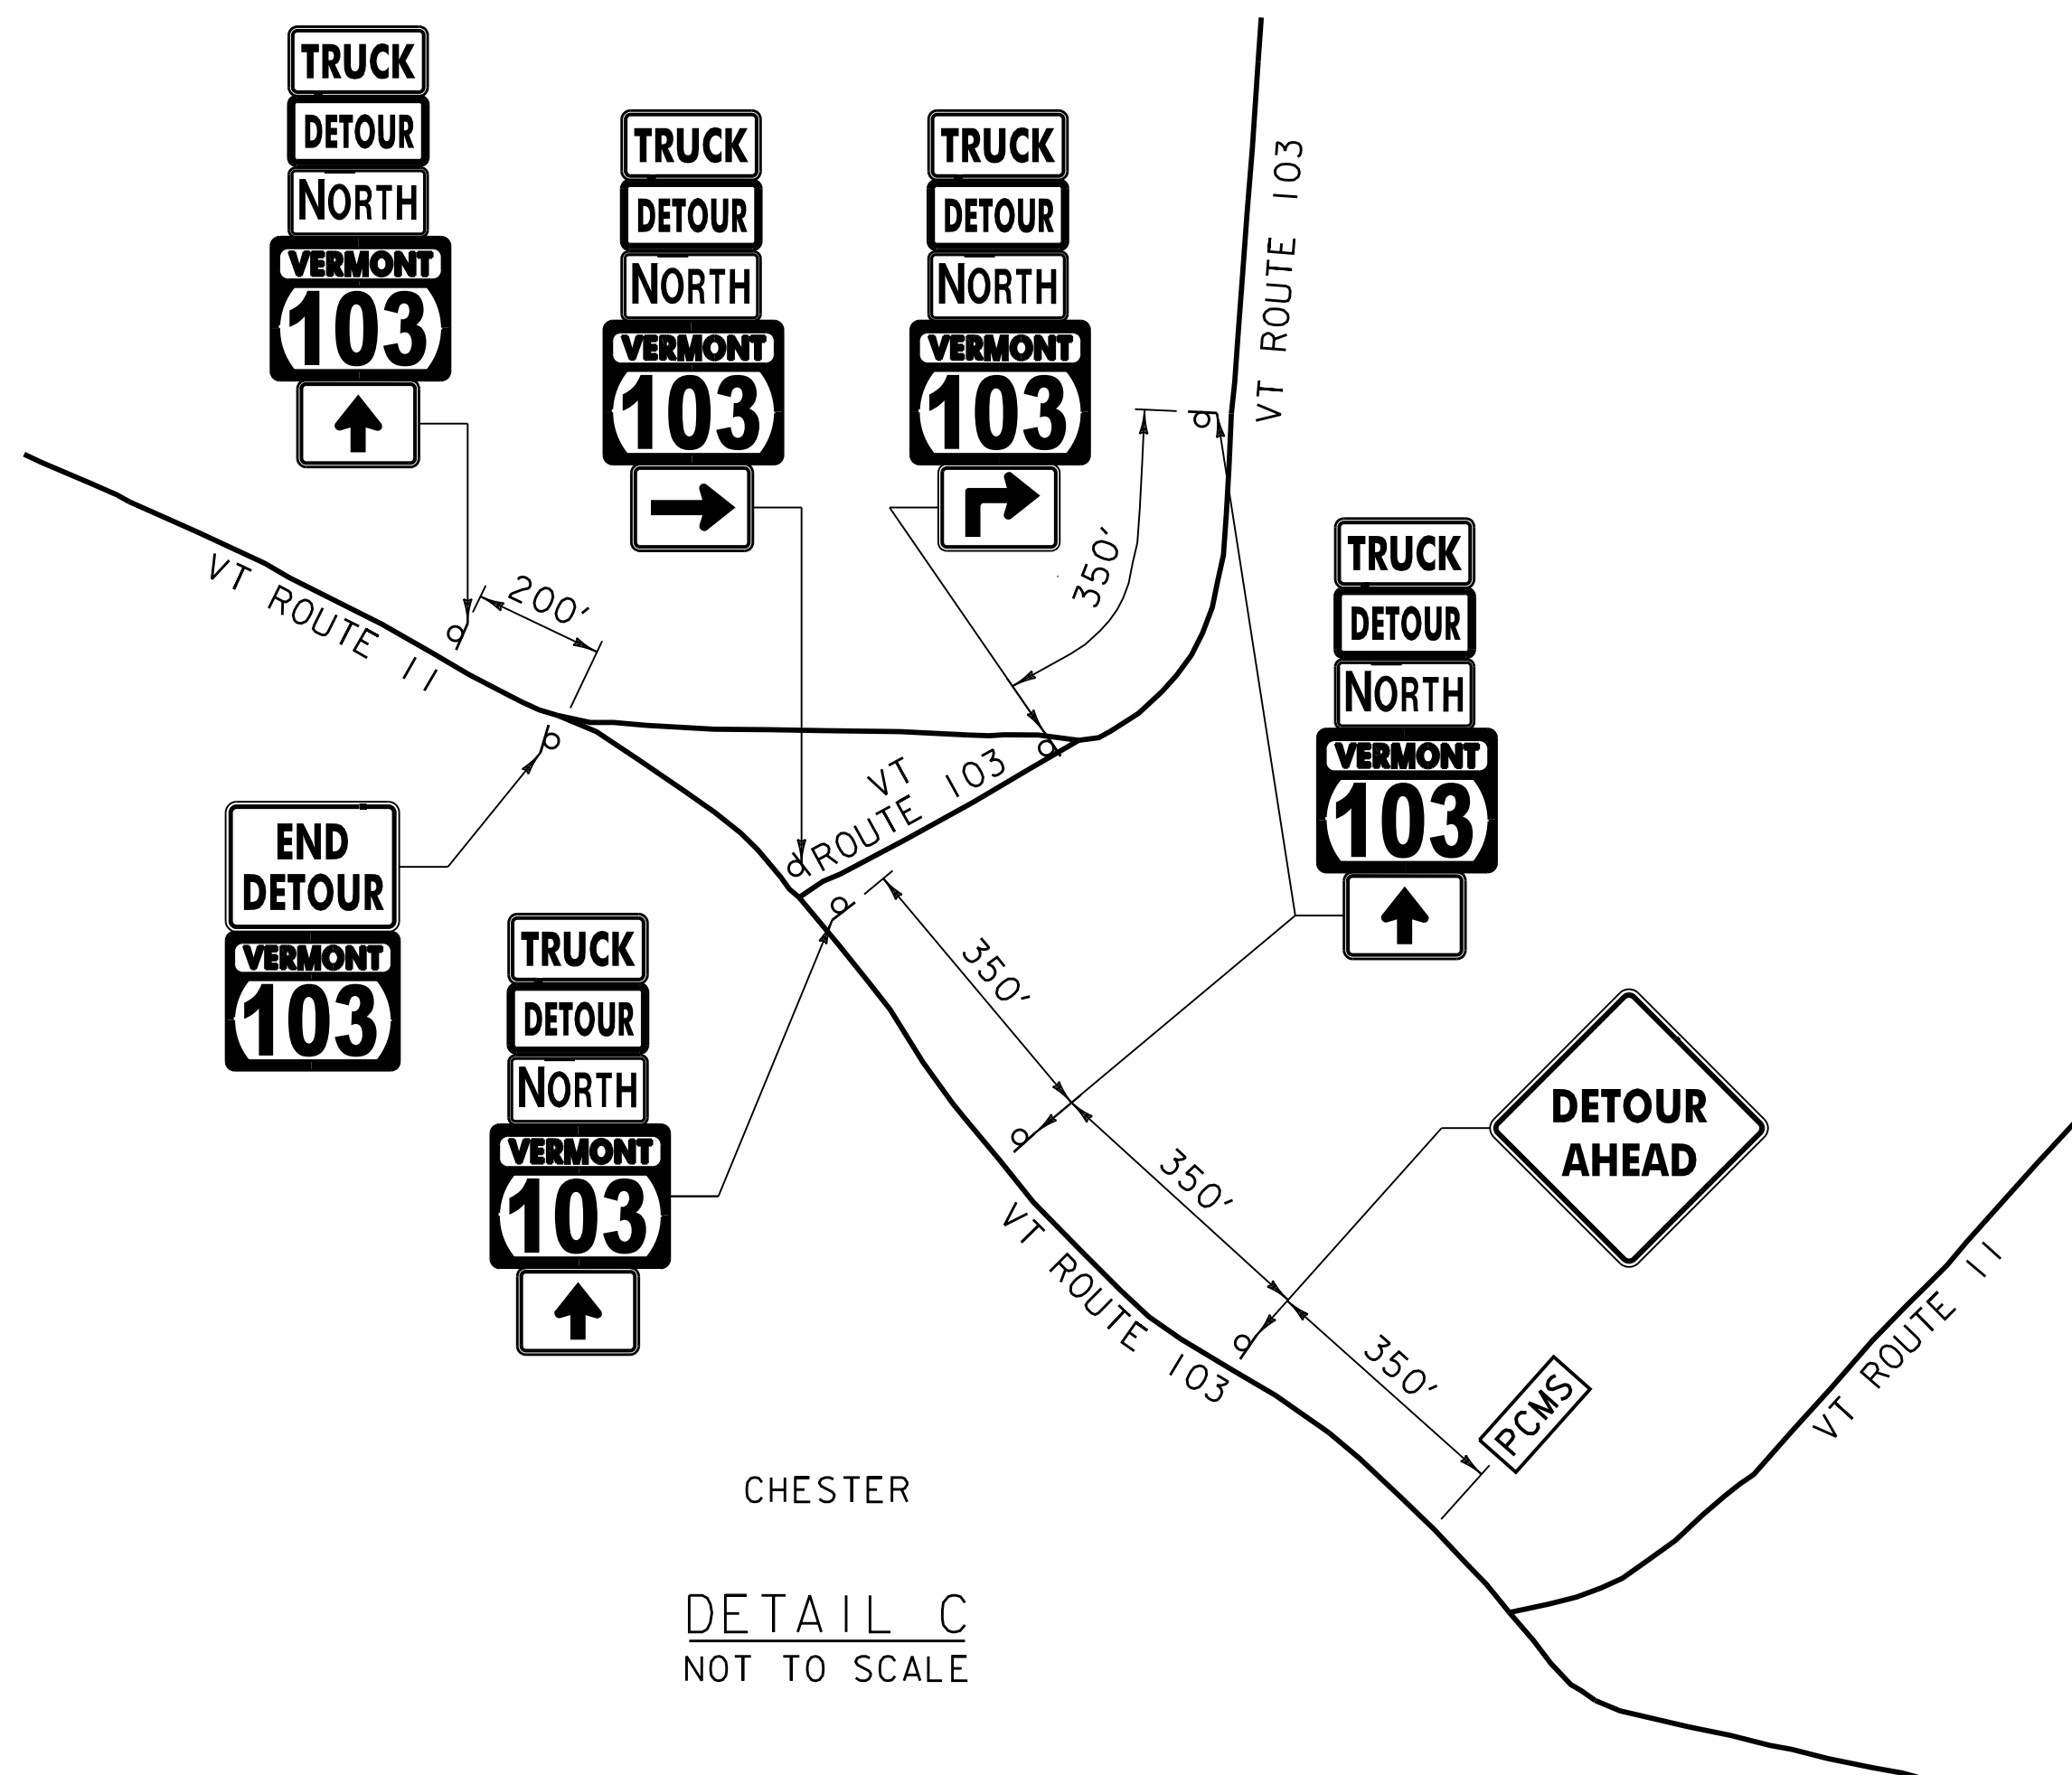 TRUCK
DETOUR
NORTH
VERMONT
103
TRUCK
DETOUR
NORTH
VERMONT
103
TRUCK
DETOUR
NORTH
VERMONT
103
VT ROUTE 103
350'
VT ROUTE 11
200'
TRUCK
DETOUR
NORTH
VERMONT
103
VT
ROUTE 103
END
DETOUR
VERMONT
103
TRUCK
DETOUR
NORTH
VERMONT
103
350'
DETOUR
AHEAD
350'
VT ROUTE 103
350'
PCMS
VT ROUTE 11
CHESTER
DETAIL C
NOT TO SCALE